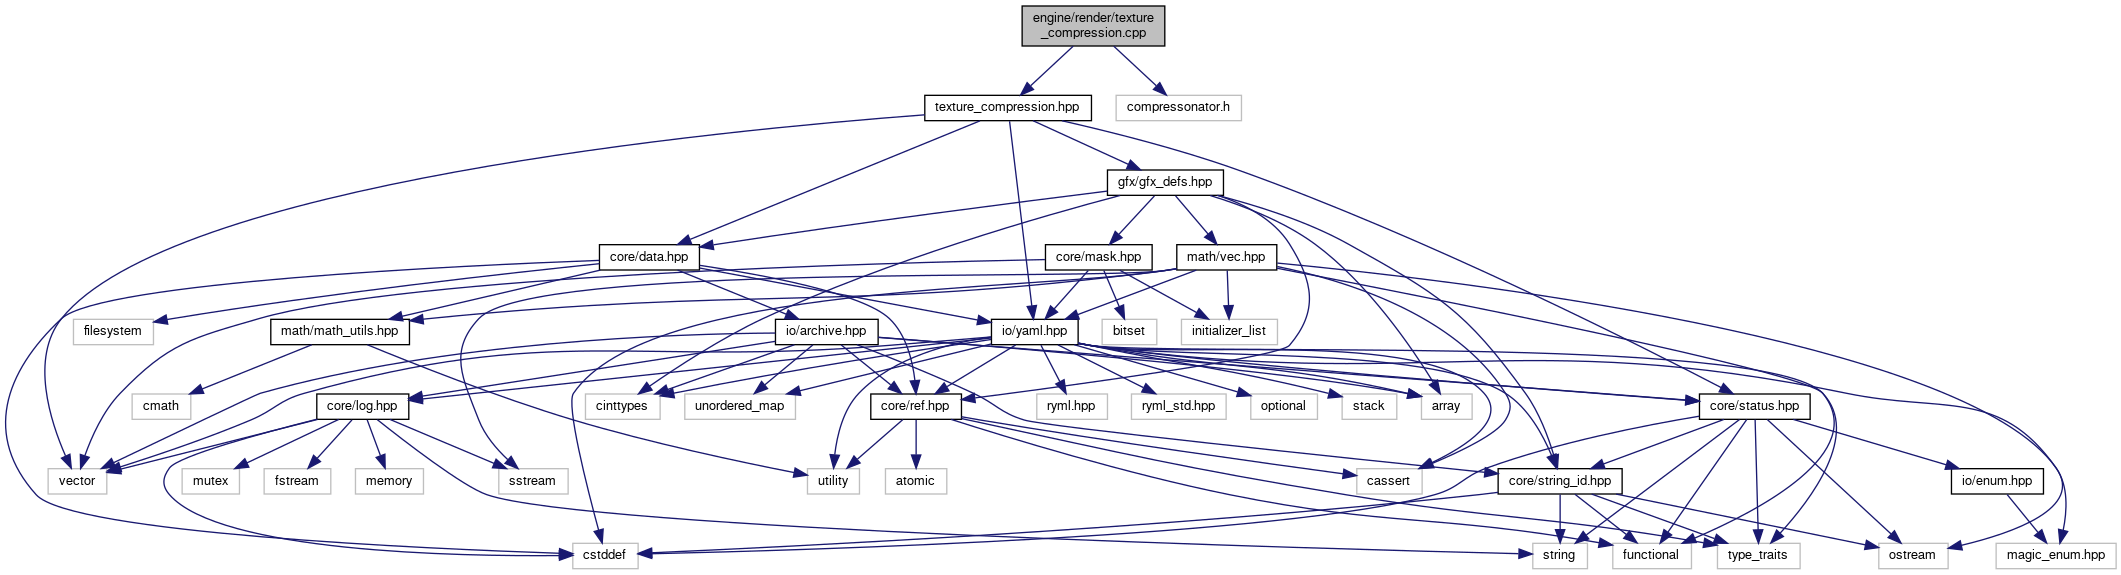 engine/render/texture
_compression.cpp
texture_compression.hpp
compressonator.h
gfx/gfx_defs.hpp
core/data.hpp
core/mask.hpp
math/vec.hpp
filesystem
math/math_utils.hpp
io/archive.hpp
io/yaml.hpp
bitset
initializer_list
cmath
core/log.hpp
cinttypes
unordered_map
core/ref.hpp
ryml.hpp
ryml_std.hpp
optional
stack
array
core/status.hpp
vector
mutex
fstream
memory
sstream
utility
atomic
cassert
core/string_id.hpp
io/enum.hpp
cstddef
string
functional
type_traits
ostream
magic_enum.hpp